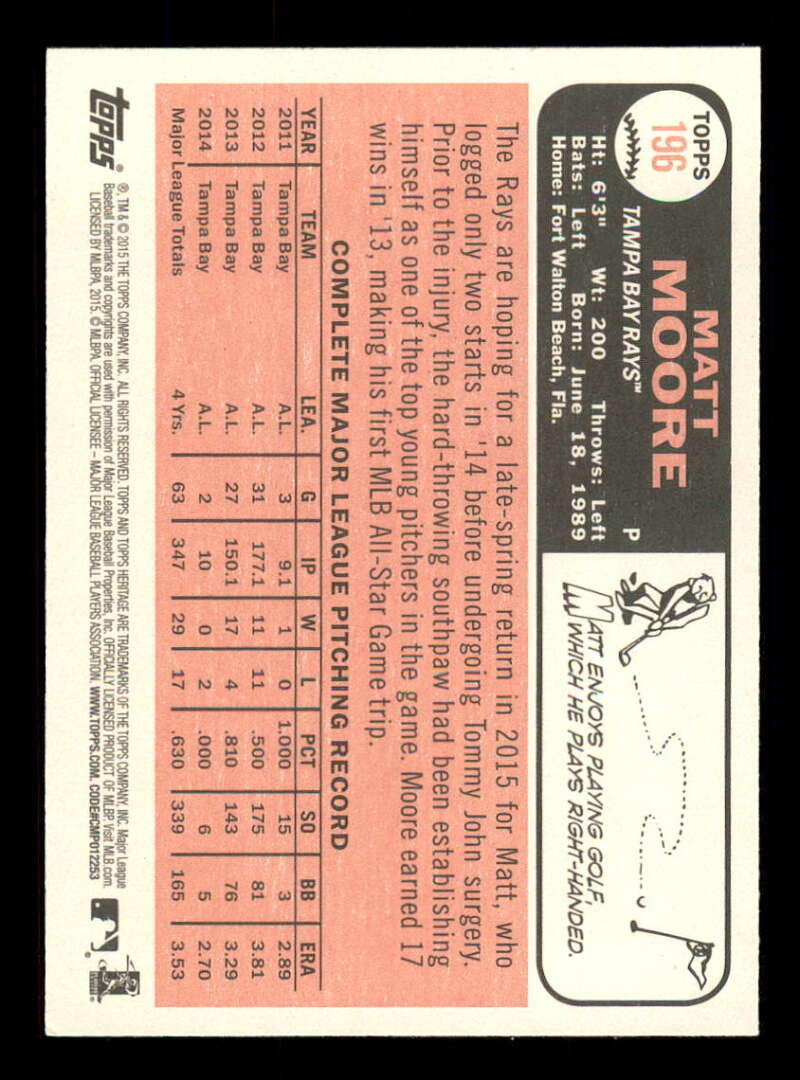 TOPPS
196
MATT
MOORE
TAMPA BAY RAYS™ P
Ht: 6'3" Wt: 200 Throws: Left
Bats: Left Born: June 18, 1989
Home: Fort Walton Beach, Fla.
MATT ENJOYS PLAYING GOLF,
WHICH HE PLAYS RIGHT-HANDED.
The Rays are hoping for a late-spring return in 2015 for Matt, who
logged only two starts in '14 before undergoing Tommy John surgery.
Prior to the injury, the hard-throwing southpaw had been establishing
himself as one of the top young pitchers in the game. Moore earned 17
wins in '13, making his first MLB All-Star Game trip.
COMPLETE MAJOR LEAGUE PITCHING RECORD
YEAR TEAM LEA. G IP W L PCT SO BB ERA
2011 Tampa Bay A.L. 3 9.1 1 0 1.000 15 3 2.89
2012 Tampa Bay A.L. 31 177.1 11 11 .500 175 81 3.81
2013 Tampa Bay A.L. 27 150.1 17 4 .810 143 76 3.29
2014 Tampa Bay A.L. 2 10 0 2 .000 6 5 2.70
Major League Totals 4 Yrs. 63 347 29 17 .630 339 165 3.53
topps®
®, TM & © 2015 THE TOPPS COMPANY, INC. ALL RIGHTS RESERVED. TOPPS AND TOPPS HERITAGE ARE TRADEMARKS OF THE TOPPS COMPANY, INC. Major League
Baseball trademarks and copyrights are used with permission of Major League Baseball Properties, Inc. OFFICIALLY LICENSED PRODUCT OF MLBP. Visit MLB.com.
LICENSED BY MLBPA, 2015. © MLBPA, OFFICIAL LICENSEE – MAJOR LEAGUE BASEBALL PLAYERS ASSOCIATION. WWW.TOPPS.COM. CODE#CMP012253